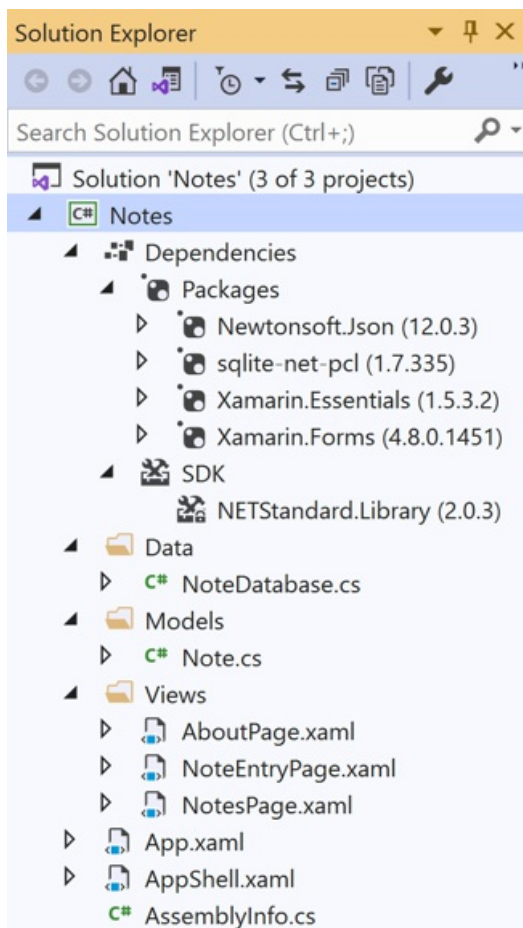 Solution Explorer
Search Solution Explorer (Ctrl+;)
Solution 'Notes' (3 of 3 projects)
C# Notes
Dependencies
Packages
Newtonsoft.Json (12.0.3)
sqlite-net-pcl (1.7.335)
Xamarin.Essentials (1.5.3.2)
Xamarin.Forms (4.8.0.1451)
SDK
NETStandard.Library (2.0.3)
Data
C# NoteDatabase.cs
Models
C# Note.cs
Views
AboutPage.xaml
NoteEntryPage.xaml
NotesPage.xaml
App.xaml
AppShell.xaml
C# AssemblyInfo.cs